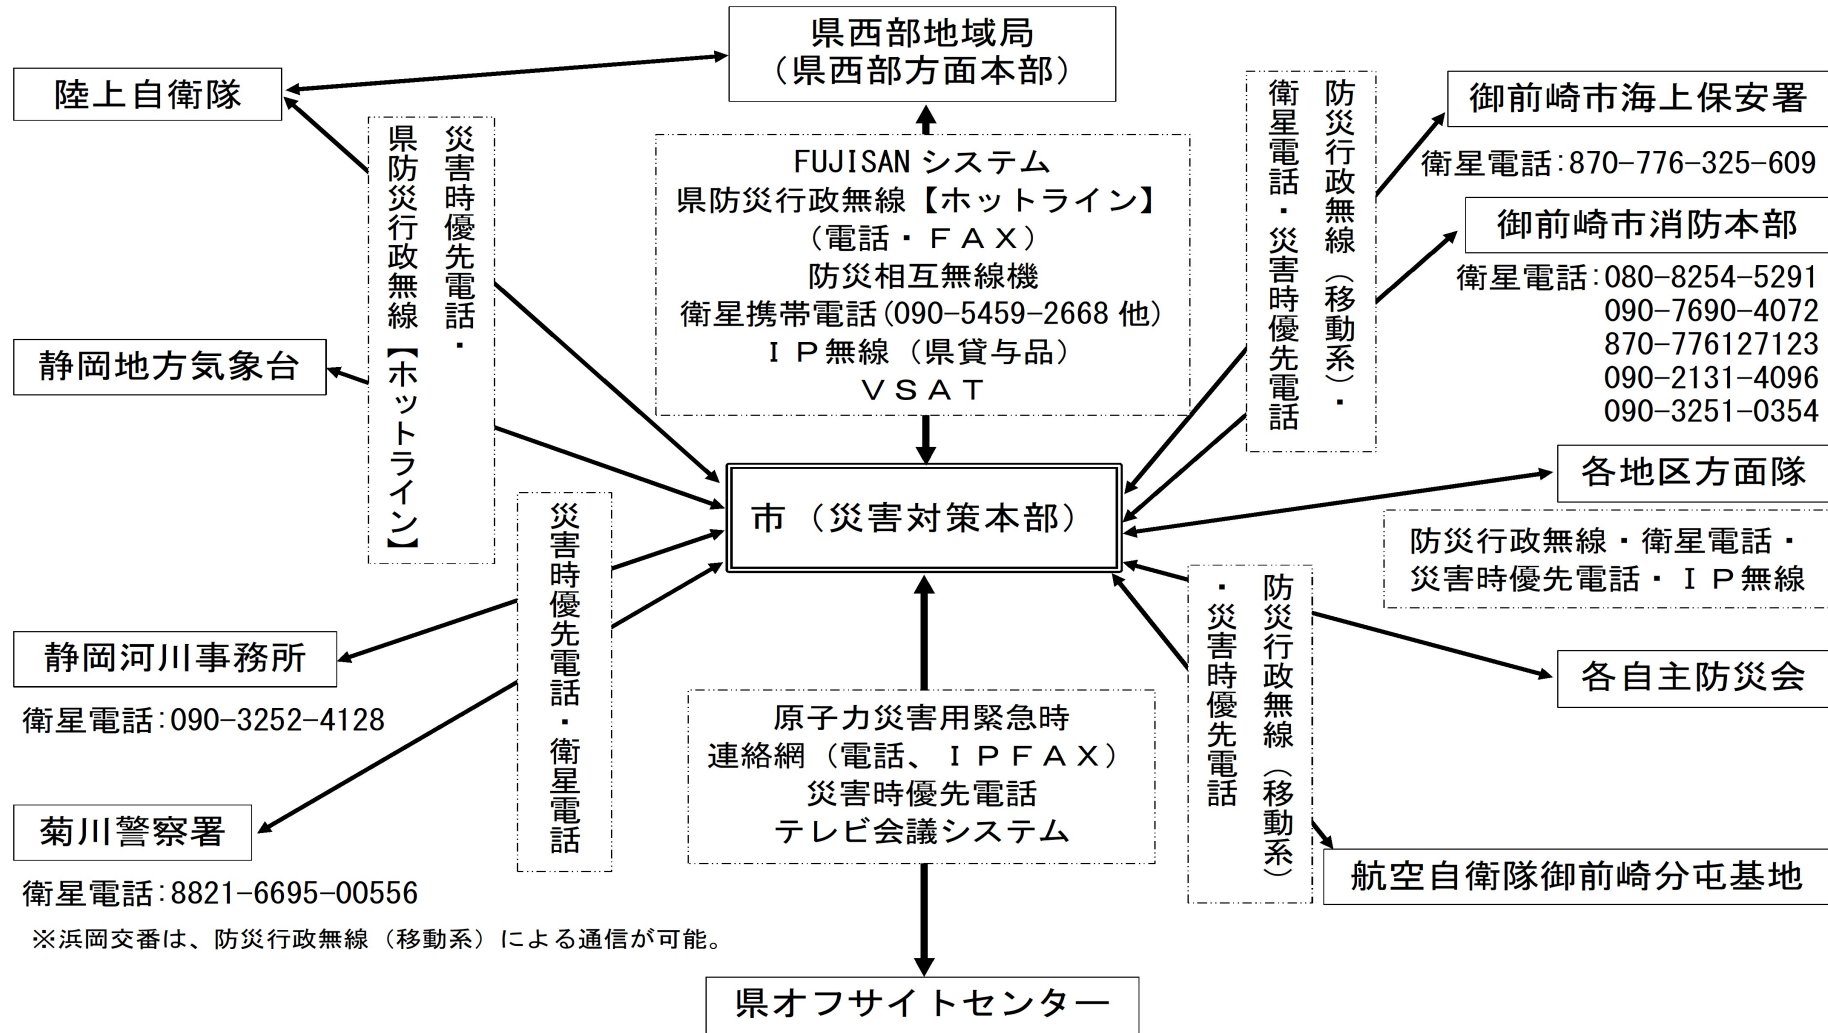 県西部地域局
（県西部方面本部）
陸上自衛隊
災害時優先電話・
県防災行政無線【ホットライン】
FUJISANシステム
県防災行政無線【ホットライン】
（電話・ＦＡＸ）
防災相互無線機
衛星携帯電話(090-5459-2668他)
ＩＰ無線（県貸与品）
ＶＳＡＴ
防災行政無線（移動系）・
衛星電話・災害時優先電話
御前崎市海上保安署
衛星電話:870-776-325-609
御前崎市消防本部
衛星電話:080-8254-5291
090-7690-4072
870-776127123
090-2131-4096
090-3251-0354
静岡地方気象台
市（災害対策本部）
各地区方面隊
防災行政無線・衛星電話・
災害時優先電話・ＩＰ無線
災害時優先電話・衛星電話
静岡河川事務所
衛星電話:090-3252-4128
防災行政無線（移動系）
・災害時優先電話
各自主防災会
原子力災害用緊急時
連絡網（電話、ＩＰＦＡＸ）
災害時優先電話
テレビ会議システム
菊川警察署
衛星電話:8821-6695-00556
※浜岡交番は、防災行政無線（移動系）による通信が可能。
航空自衛隊御前崎分屯基地
県オフサイトセンター